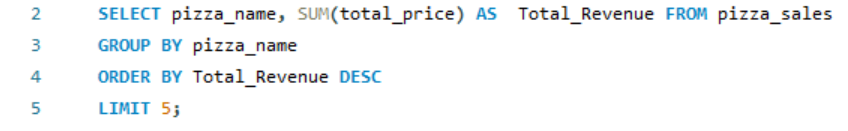 2 SELECT pizza_name, SUM(total_price) AS  Total_Revenue FROM pizza_sales
3 GROUP BY pizza_name
4 ORDER BY Total_Revenue DESC
5 LIMIT 5;